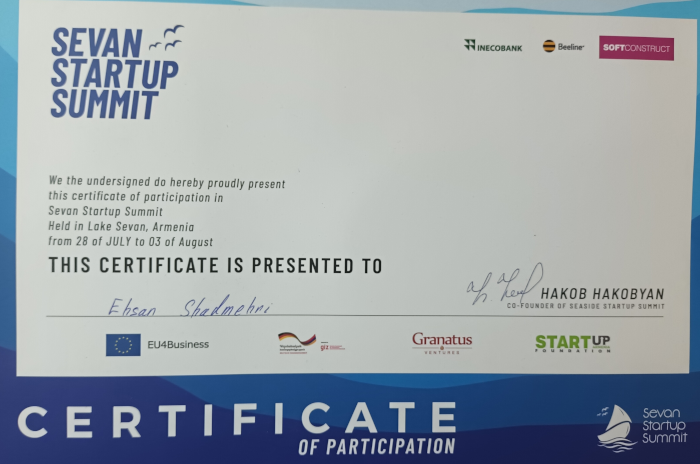 SEVAN
STARTUP
SUMMIT
INECOBANK
Beeline
SOFTCONSTRUCT
We the undersigned do hereby proudly present
this certificate of participation in
Sevan Startup Summit
Held in Lake Sevan, Armenia
from 28 of JULY to 03 of August
THIS CERTIFICATE IS PRESENTED TO
HAKOB HAKOBYAN
CO-FOUNDER OF SEASIDE STARTUP SUMMIT
Ehsan Shadmehri
EU4Business
giz
Granatus
VENTURES
STARTUP
FOUNDATION
CERTIFICATE
OF PARTICIPATION
Sevan
Startup
Summit